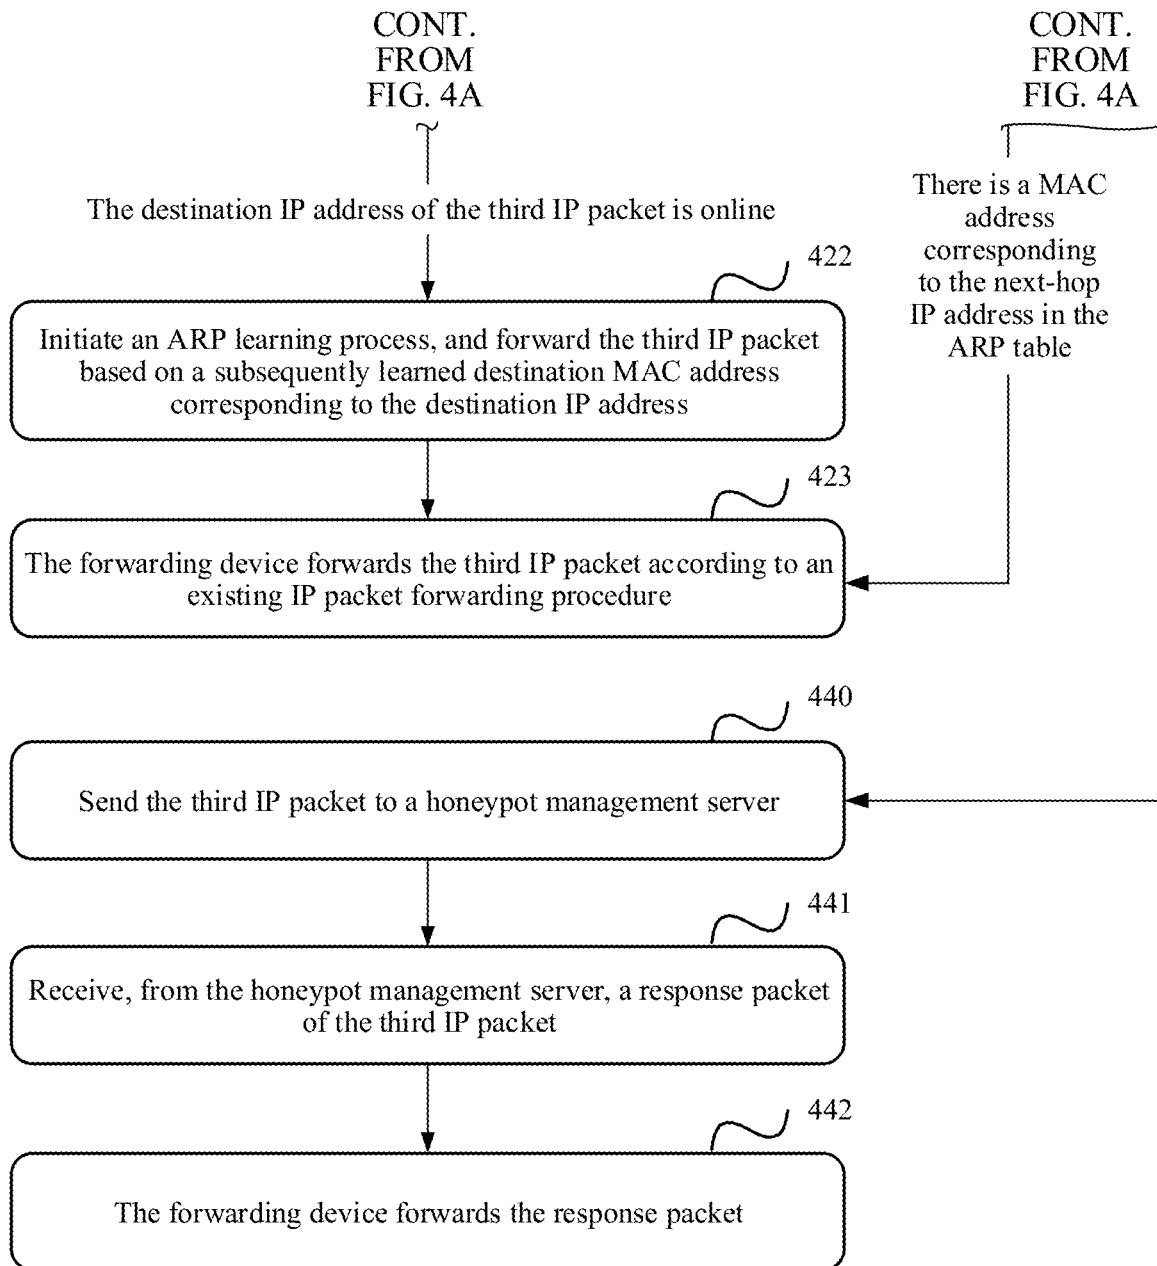 CONT.
FROM
FIG. 4A
CONT.
FROM
FIG. 4A
The destination IP address of the third IP packet is online
There is a MAC
address
corresponding
to the next-hop
IP address in the
ARP table
422
Initiate an ARP learning process, and forward the third IP packet
based on a subsequently learned destination MAC address
corresponding to the destination IP address
423
The forwarding device forwards the third IP packet according to an
existing IP packet forwarding procedure
440
Send the third IP packet to a honeypot management server
441
Receive, from the honeypot management server, a response packet
of the third IP packet
442
The forwarding device forwards the response packet